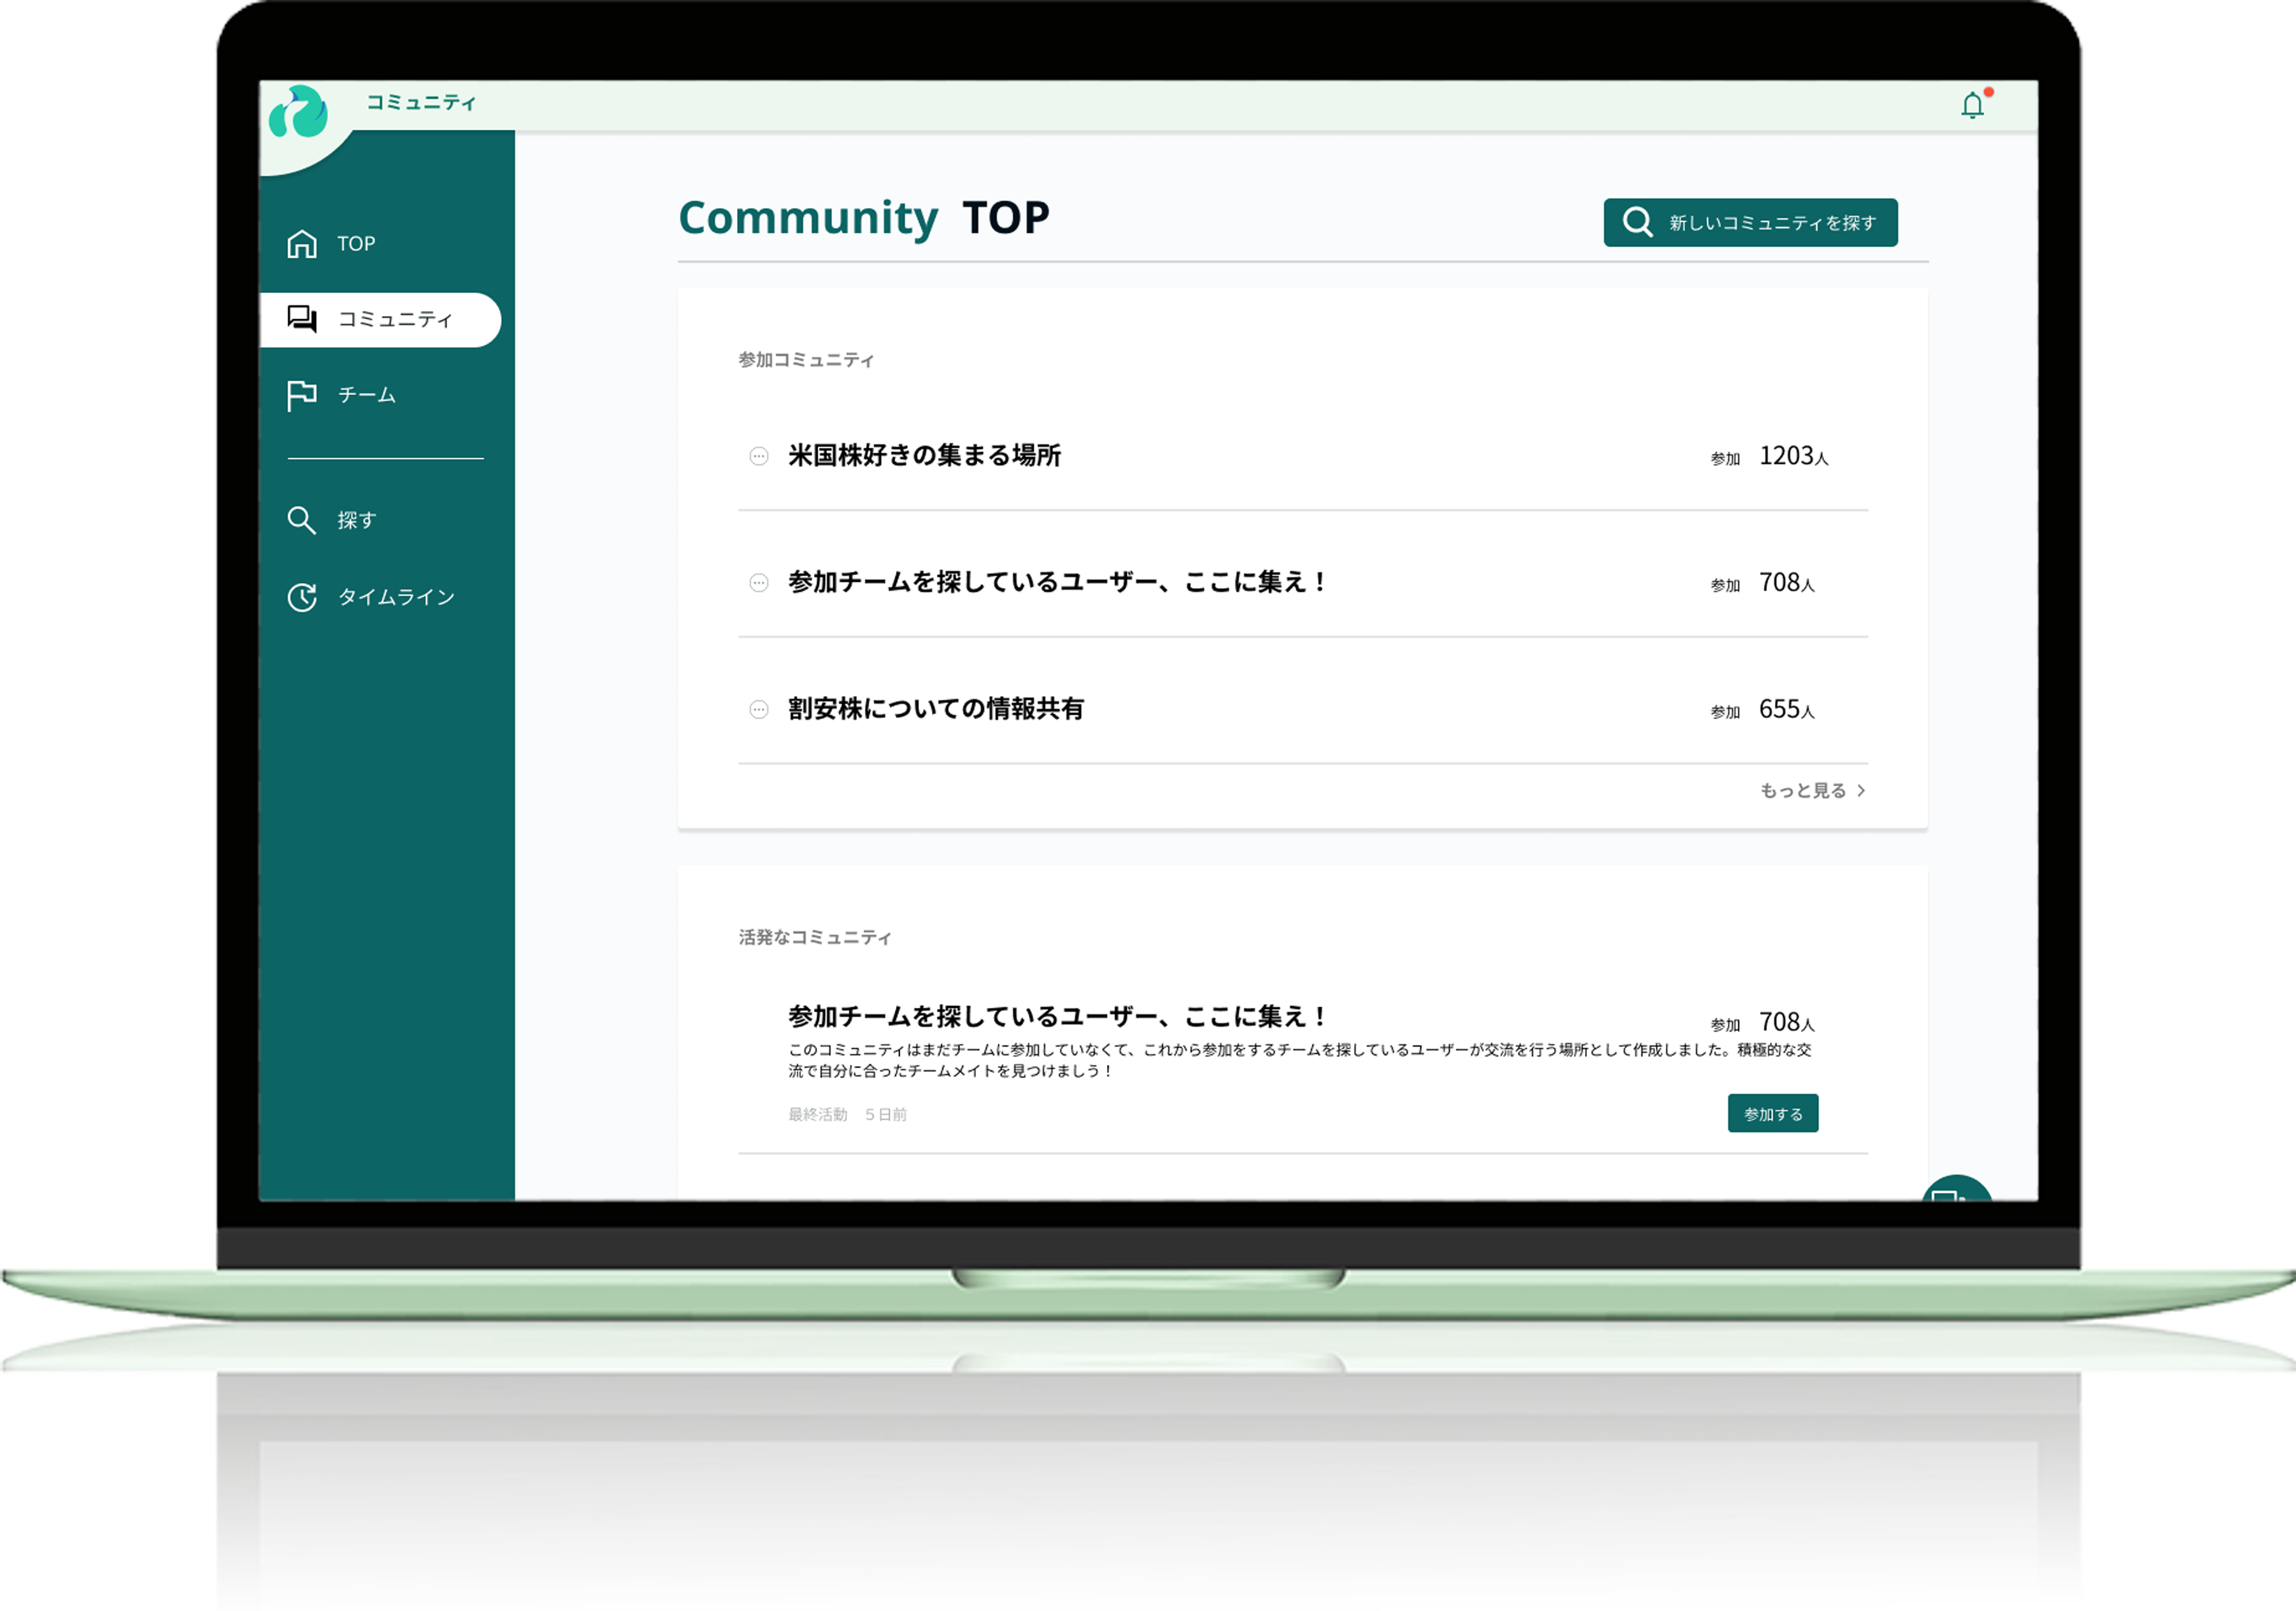 コミュニティ
TOP
コミュニティ
チーム
探す
タイムライン
Community TOP
新しいコミュニティを探す
参加コミュニティ
米国株好きの集まる場所 参加 1203人
参加チームを探しているユーザー、ここに集え！ 参加 708人
割安株についての情報共有 参加 655人
もっと見る
活発なコミュニティ
参加チームを探しているユーザー、ここに集え！ 参加 708人
このコミュニティはまだチームに参加していなくて、これから参加をするチームを探しているユーザーが交流を行う場所として作成しました。積極的な交
流で自分に合ったチームメイトを見つけましう！
最終活動 5日前 参加する